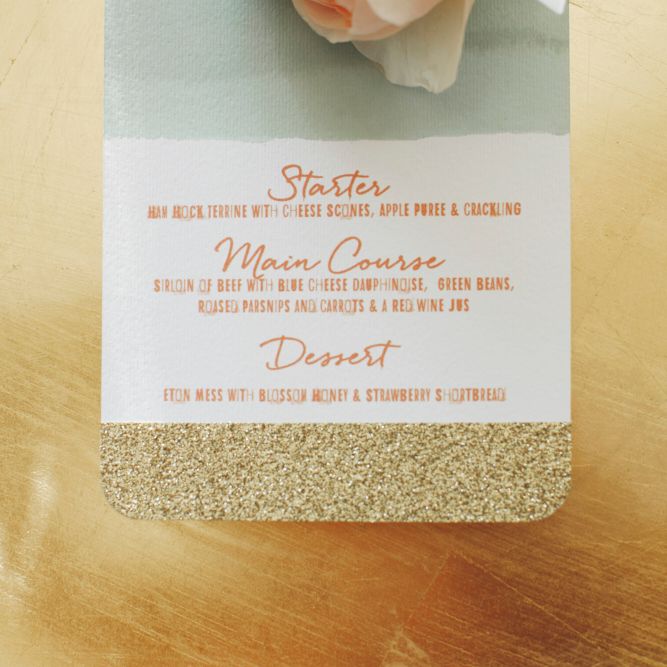 Starter
HAM HOCK TERRINE WITH CHEESE SCONES, APPLE PUREE & CRACKLING
Main Course
SIRLOIN OF BEEF WITH BLUE CHEESE DAUPHINOISE, GREEN BEANS,
ROASED PARSNIPS AND CARROTS & A RED WINE JUS
Dessert
ETON MESS WITH BLOSSOM HONEY & STRAWBERRY SHORTBREAD